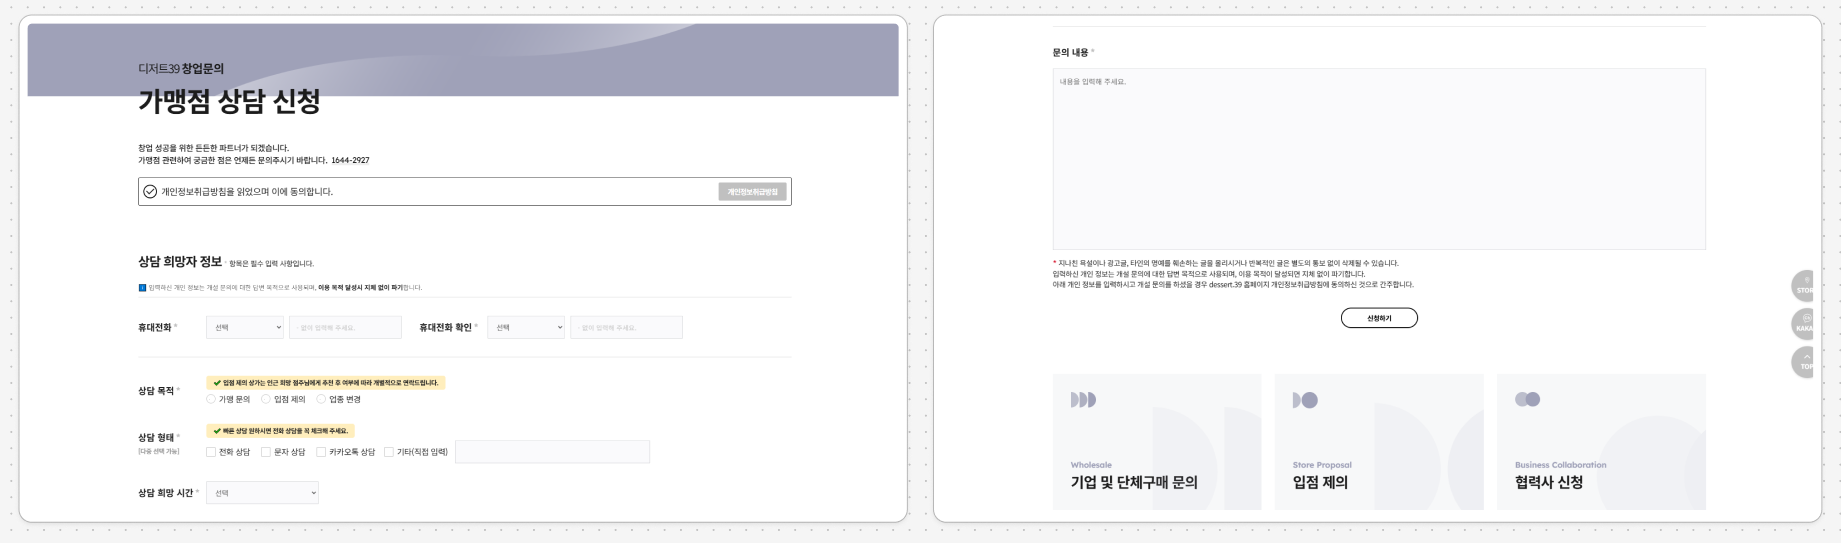 디저트39 창업문의
가맹점 상담 신청
창업 성공을 위한 든든한 파트너가 되겠습니다.
가맹점 관련하여 궁금한 점은 언제든 문의주시기 바랍니다. 1644-2927
개인정보취급방침을 읽었으며 이에 동의합니다.
개인정보취급방침
상담 희망자 정보 * 항목은 필수 입력 사항입니다.
입력하신 개인 정보는 개설 문의에 대한 답변 목적으로 사용되며, 이용 목적 달성시 지체 없이 파기합니다.
휴대전화 * 선택 - 없이 입력해 주세요. 휴대전화 확인 * 선택 - 없이 입력해 주세요.
상담 목적 *
입점 제의 상가는 인근 희망 점주님에게 추천 후 여부에 따라 개별적으로 연락드립니다.
가맹 문의 입점 제의 업종 변경
상담 형태 *
[다중 선택 가능]
빠른 상담 원하시면 전화 상담을 꼭 체크해 주세요.
전화 상담 문자 상담 카카오톡 상담 기타(직접 입력)
상담 희망 시간 * 선택
문의 내용 *
내용을 입력해 주세요.
* 지나친 욕설이나 광고글, 타인의 명예를 훼손하는 글을 올리시거나 반복적인 글은 별도의 통보 없이 삭제될 수 있습니다.
입력하신 개인 정보는 개설 문의에 대한 답변 목적으로 사용되며, 이용 목적이 달성되면 지체 없이 파기합니다.
아래 개인 정보를 입력하시고 개설 문의를 하셨을 경우 dessert.39 홈페이지 개인정보취급방침에 동의하신 것으로 간주합니다.
신청하기
STOR
KAKA
TOP
Wholesale
기업 및 단체구매 문의
Store Proposal
입점 제의
Business Collaboration
협력사 신청